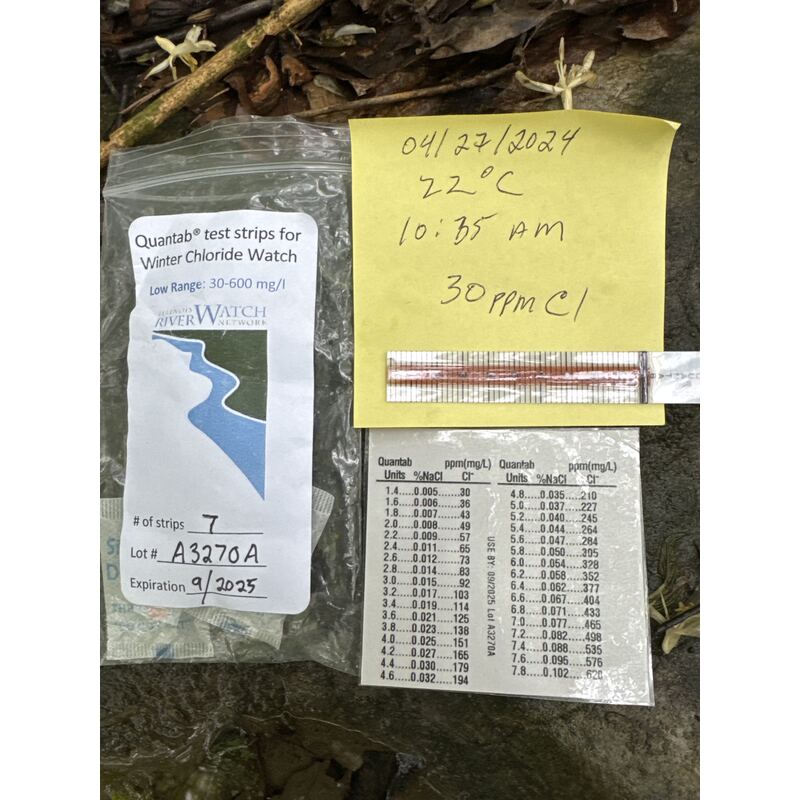 Quantab® test strips for
Winter Chloride Watch
Low Range: 30-600 mg/l
ILLINOIS
RIVERWATCH
NETWORK
# of strips 7
Lot# A3270A
Expiration 9/2025
04/27/2024
22°C
10:35 AM
30 ppm Cl
Quantab ppm(mg/L)
Units %NaCl Cl⁻
1.4.....0.005.....30
1.6.....0.006.....36
1.8.....0.007.....43
2.0.....0.008.....49
2.2.....0.009.....57
2.4.....0.011.....65
2.6.....0.012.....73
2.8.....0.014.....83
3.0.....0.015.....92
3.2.....0.017.....103
3.4.....0.019.....114
3.6.....0.021.....125
3.8.....0.023.....138
4.0.....0.025.....151
4.2.....0.027.....165
4.4.....0.030.....179
4.6.....0.032.....194
USE BY: 09/2025 Lot A3270A
Quantab ppm(mg/L)
Units %NaCl Cl⁻
4.8.....0.035.....210
5.0.....0.037.....227
5.2.....0.040.....245
5.4.....0.044.....264
5.6.....0.047.....284
5.8.....0.050.....305
6.0.....0.054.....328
6.2.....0.058.....352
6.4.....0.062.....377
6.6.....0.067.....404
6.8.....0.071.....433
7.0.....0.077.....465
7.2.....0.082.....498
7.4.....0.088.....535
7.6.....0.095.....576
7.8.....0.102.....620